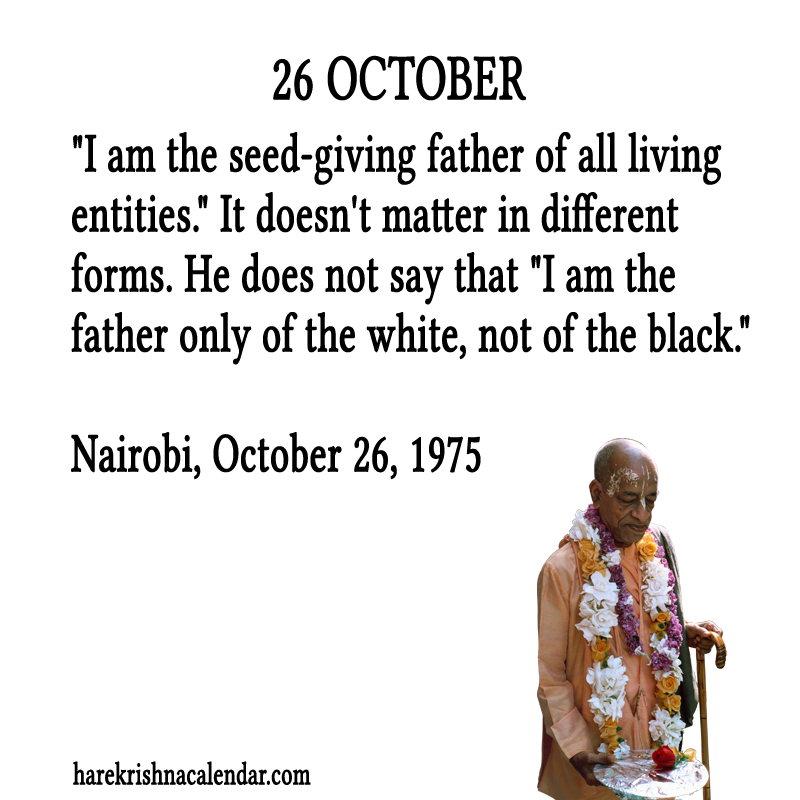 26 OCTOBER
"I am the seed-giving father of all living
entities." It doesn't matter in different
forms. He does not say that "I am the
father only of the white, not of the black."
Nairobi, October 26, 1975
harekrishnacalendar.com